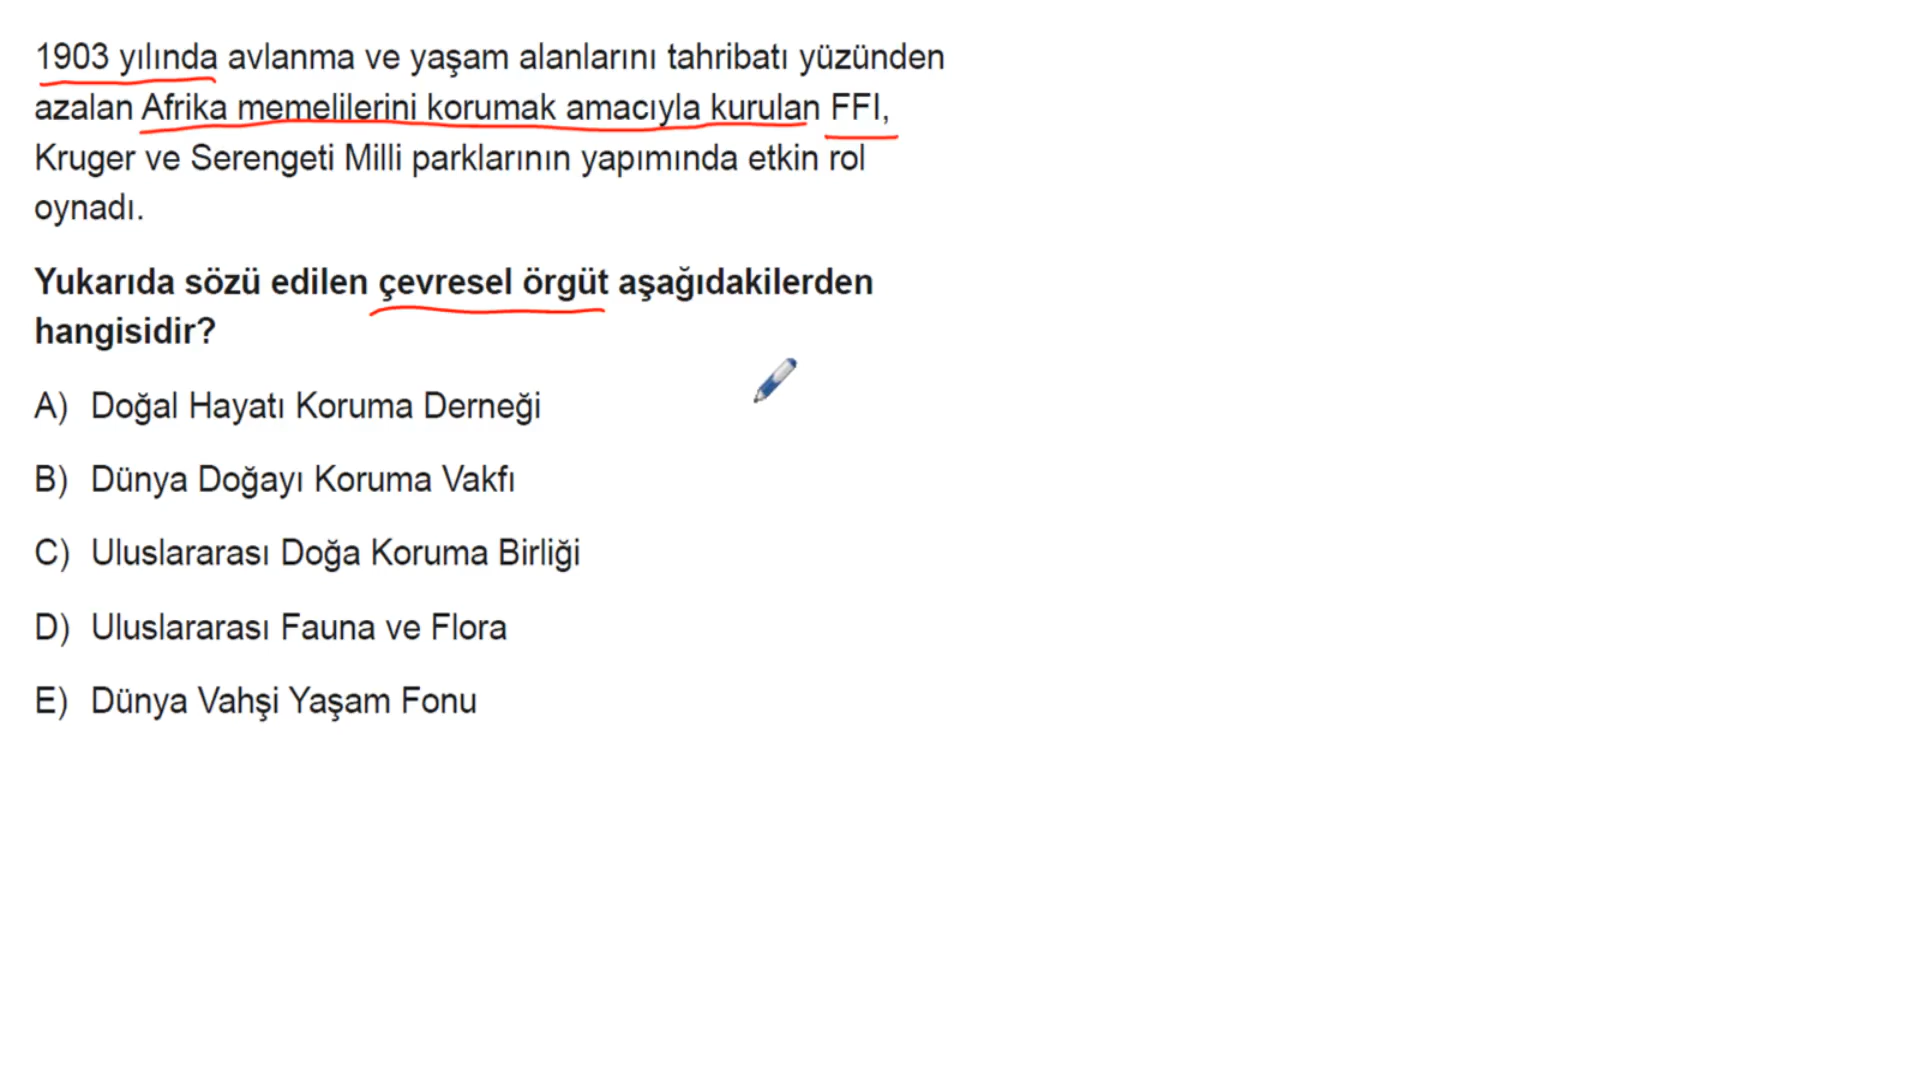 1903 yılında avlanma ve yaşam alanlarını tahribatı yüzünden
azalan Afrika memelilerini korumak amacıyla kurulan FFI,
Kruger ve Serengeti Milli parklarının yapımında etkin rol
oynadı.
Yukarıda sözü edilen çevresel örgüt aşağıdakilerden
hangisidir?
A) Doğal Hayatı Koruma Derneği
B) Dünya Doğayı Koruma Vakfı
C) Uluslararası Doğa Koruma Birliği
D) Uluslararası Fauna ve Flora
E) Dünya Vahşi Yaşam Fonu